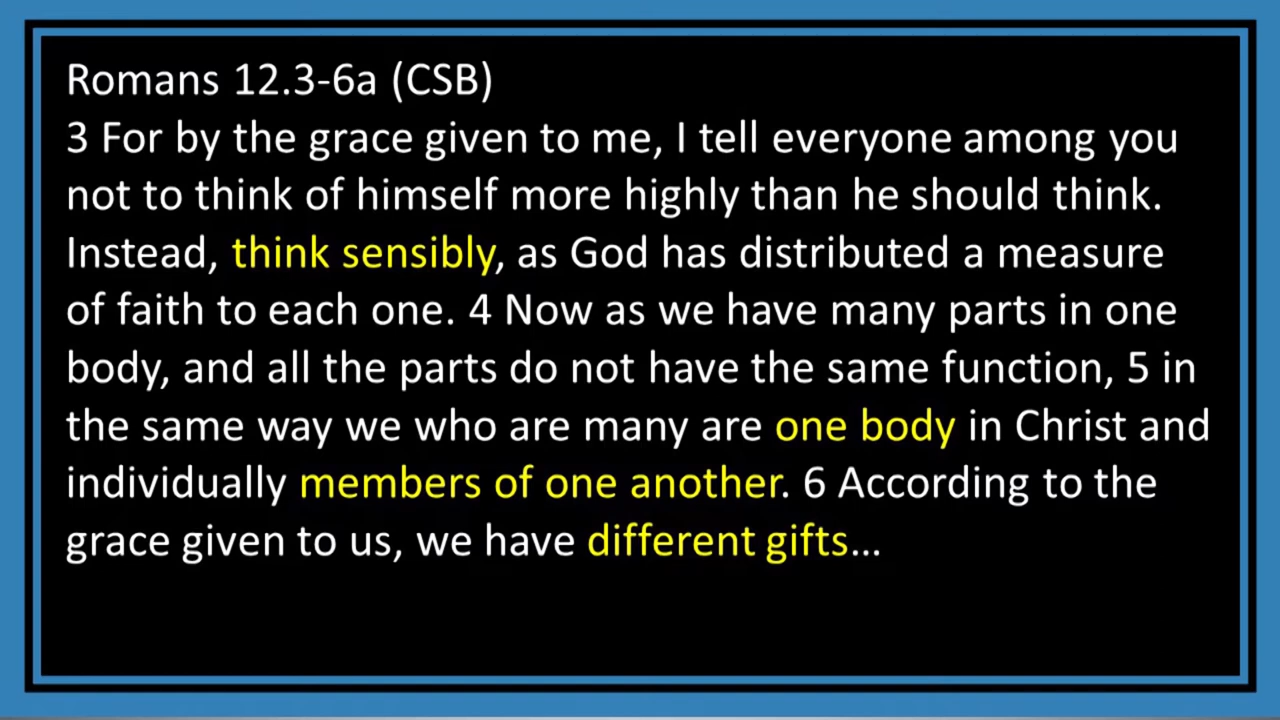 Romans 12.3-6a (CSB)
3 For by the grace given to me, I tell everyone among you
not to think of himself more highly than he should think.
Instead, think sensibly, as God has distributed a measure
of faith to each one. 4 Now as we have many parts in one
body, and all the parts do not have the same function, 5 in
the same way we who are many are one body in Christ and
individually members of one another. 6 According to the
grace given to us, we have different gifts...